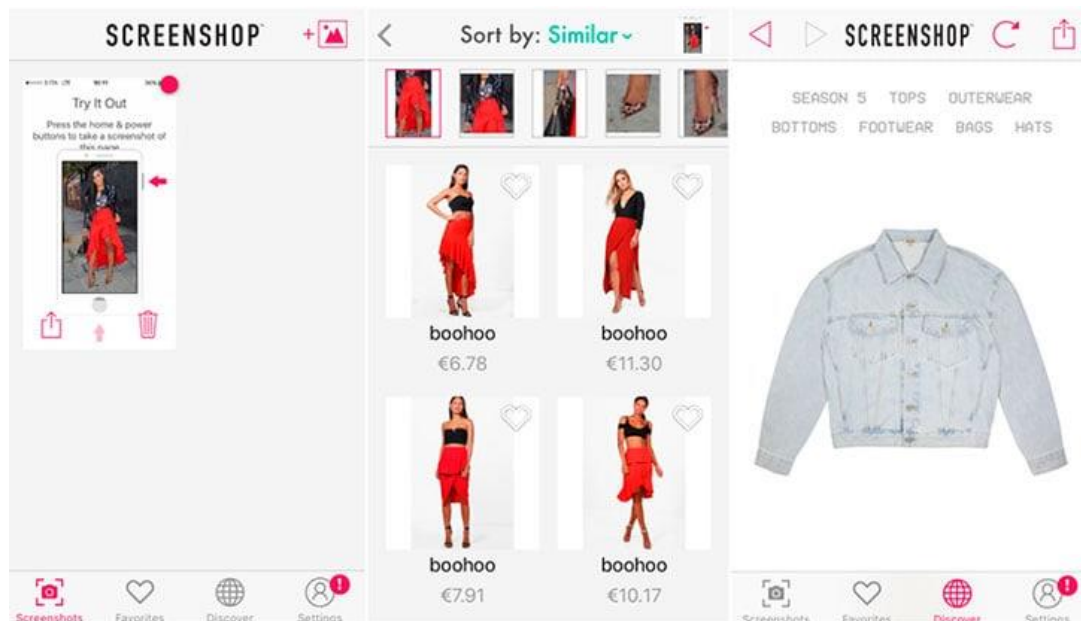 SCREENSHOP
Try It Out
Press the home & power
buttons to take a screenshot of
this page
Screenshots
Favorites
Discover
Settings
Sort by: Similar
boohoo
€6.78
boohoo
€11.30
boohoo
€7.91
boohoo
€10.17
SCREENSHOP
SEASON 5 TOPS OUTERWEAR
BOTTOMS FOOTWEAR BAGS HATS
Screenshots
Favorites
Discover
Settings